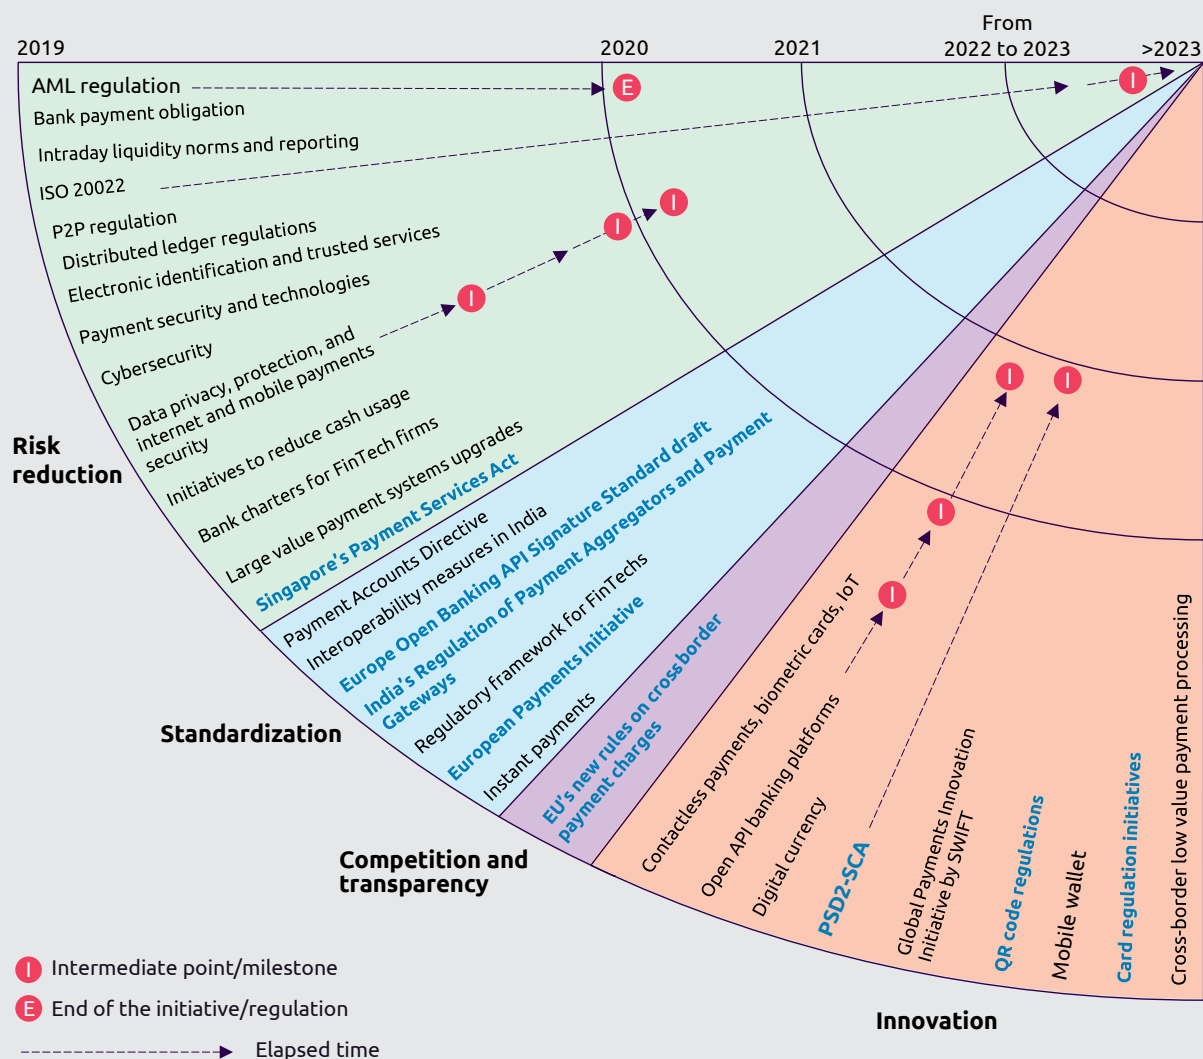 From
2019
2020
2021
2022 to 2023
>2023
AML regulation
E
I
Bank payment obligation
Intraday liquidity norms and reporting
ISO 20022
P2P regulation
I
I
Distributed ledger regulations
Electronic identification and trusted services
Payment security and technologies
I
Cybersecurity
Data privacy, protection, and
internet and mobile payments
security
Initiatives to reduce cash usage
Bank charters for FinTech firms
Large value payment systems upgrades
Singapore's Payment Services Act
Risk
reduction
Payment Accounts Directive
Interoperability measures in India
Europe Open Banking API Signature Standard draft
India's Regulation of Payment Aggregators and Payment
Gateways
Regulatory framework for FinTechs
European Payments Initiative
Instant payments
Standardization
EU's new rules on cross border
payment charges
Competition and
transparency
I
I
I
I
Contactless payments, biometric cards, IoT
Open API banking platforms
Digital currency
PSD2-SCA
Global Payments Innovation
Initiative by SWIFT
QR code regulations
Mobile wallet
Card regulation initiatives
Cross-border low value payment processing
Innovation
I Intermediate point/milestone
E End of the initiative/regulation
Elapsed time